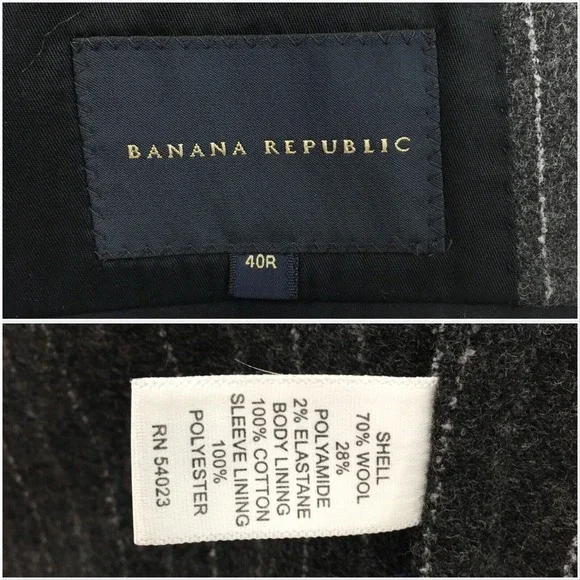 BANANA REPUBLIC
40R
SHELL
70% WOOL
28%
POLYAMIDE
2% ELASTANE
BODY LINING
100% COTTON
SLEEVE LINING
100%
POLYESTER
RN 54023